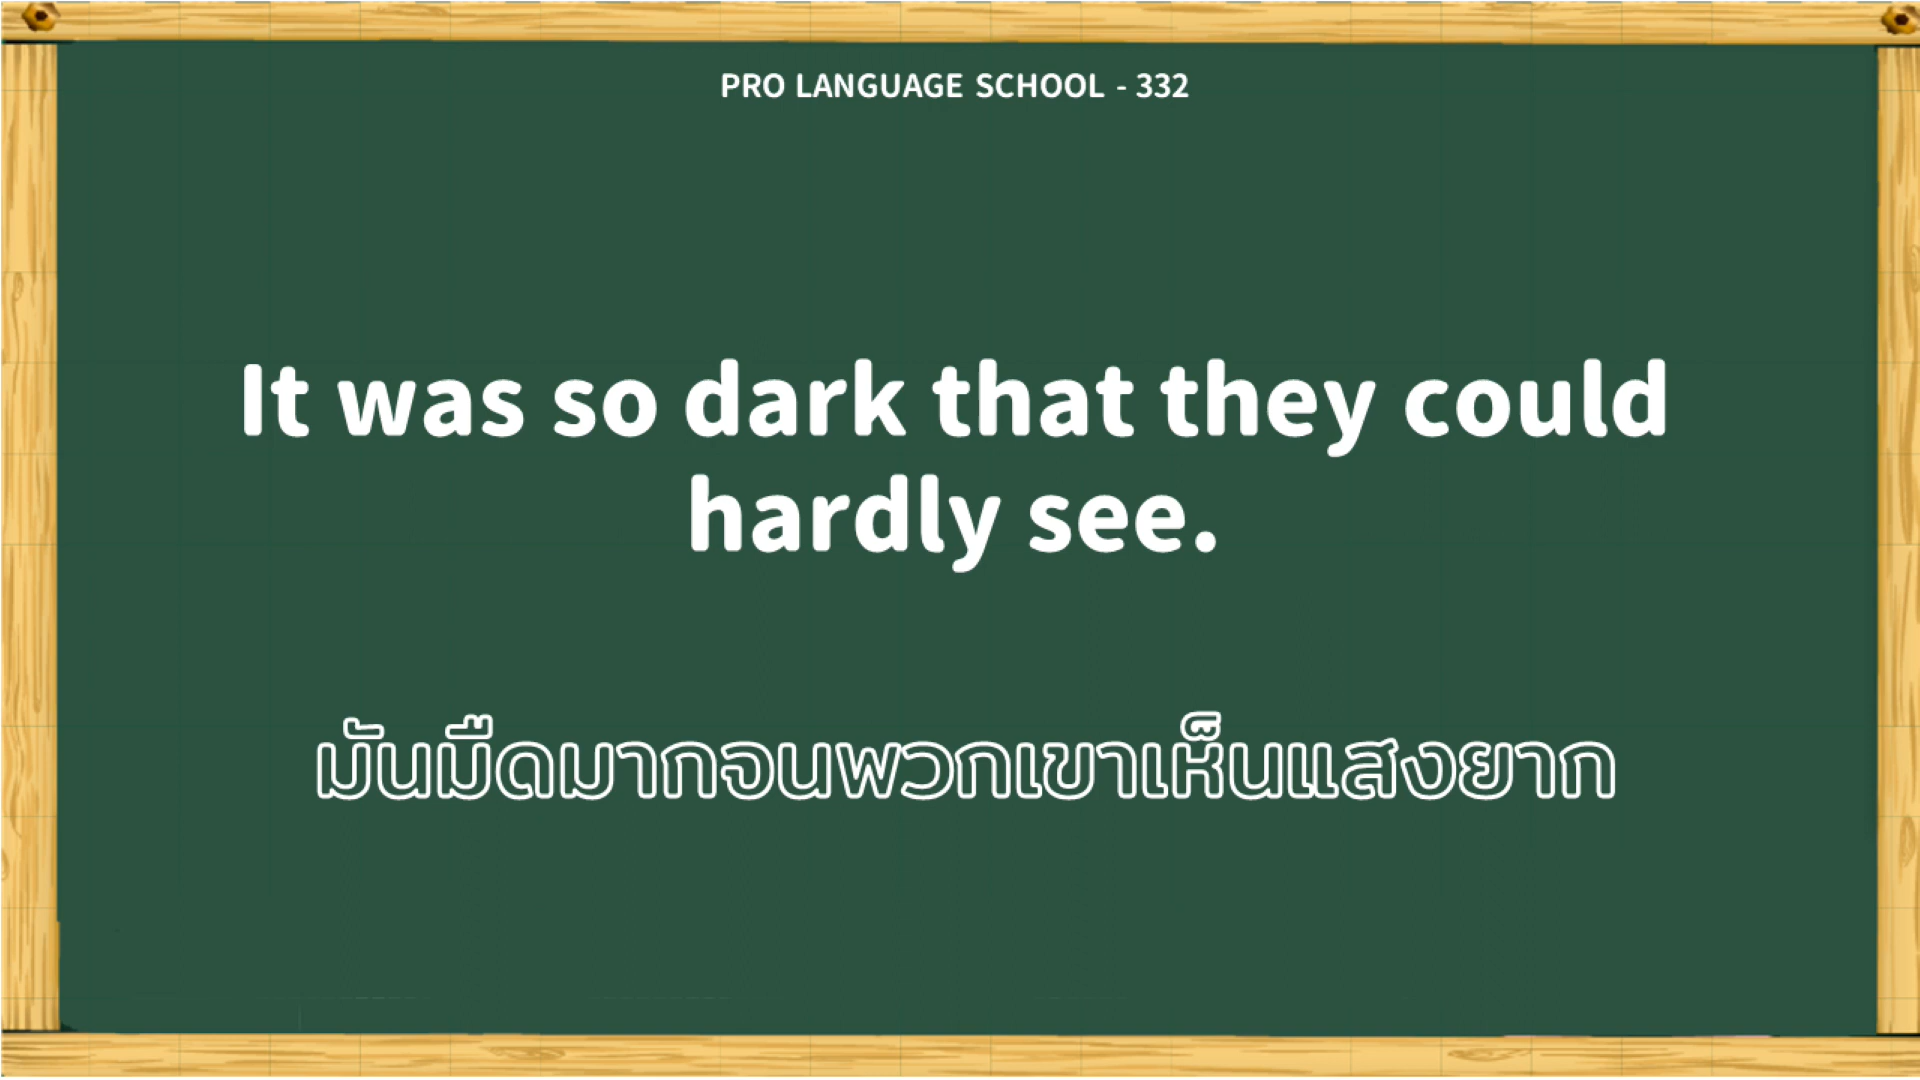 PRO LANGUAGE SCHOOL - 332
It was so dark that they could
hardly see.
มันมืดมากจนพวกเขาเห็นแสงยาก